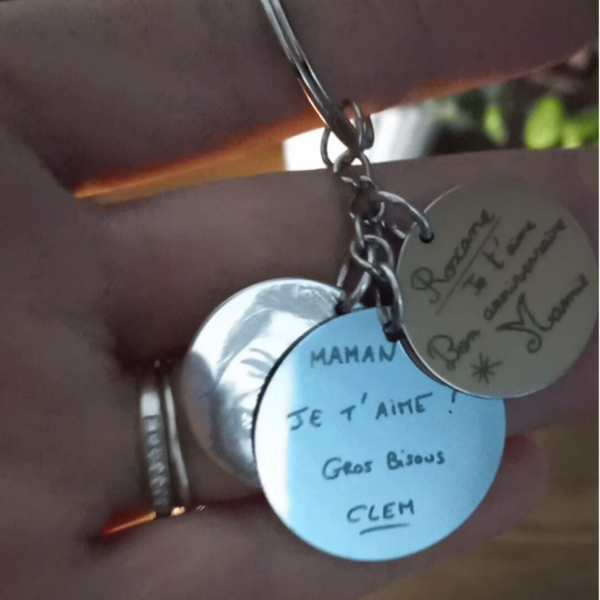 MAMAN
JE T'AIME !
GROS BISOUS
CLEM
Roxane
Je t'aime
Bon anniversaire
Mamie